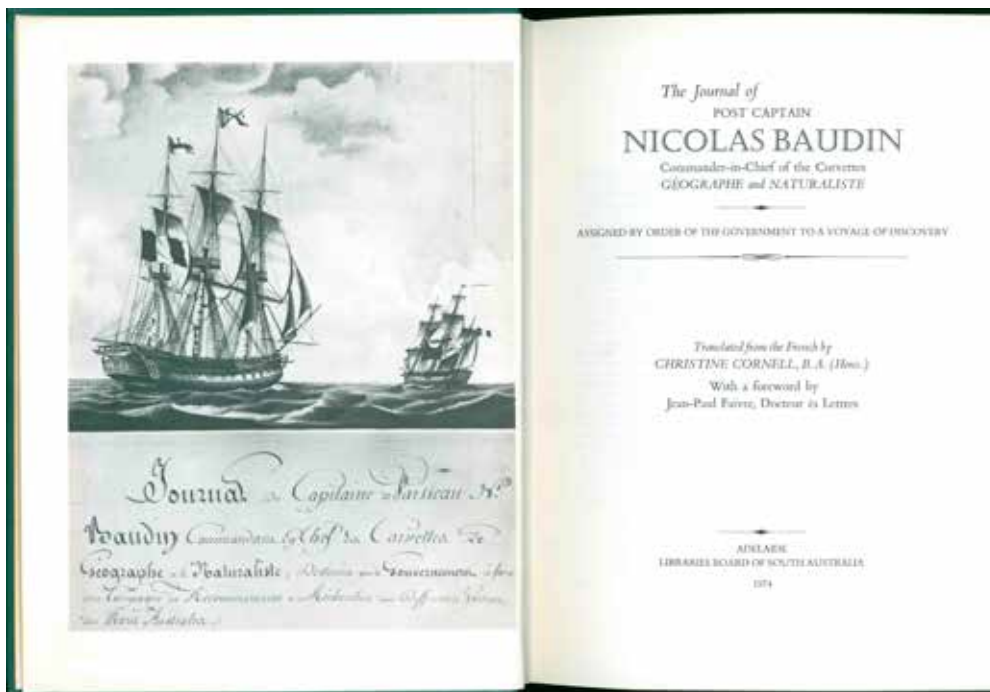 Journal du Capitaine de Vaisseau Ns.
Baudin Commandant En Chef des Corvettes Le
Géographe et le Naturaliste, Gouvernement
The Journal of
POST CAPTAIN
NICOLAS BAUDIN
Commander-in-Chief of the Corvettes
GÉOGRAPHE and NATURALISTE
ASSIGNED BY ORDER OF THE GOVERNMENT TO A VOYAGE OF DISCOVERY
Translated from the French by
CHRISTINE CORNELL, B.A. (Hons.)
With a foreword by
Jean-Paul Faivre, Docteur ès Lettres
ADELAIDE
LIBRARIES BOARD OF SOUTH AUSTRALIA
1974